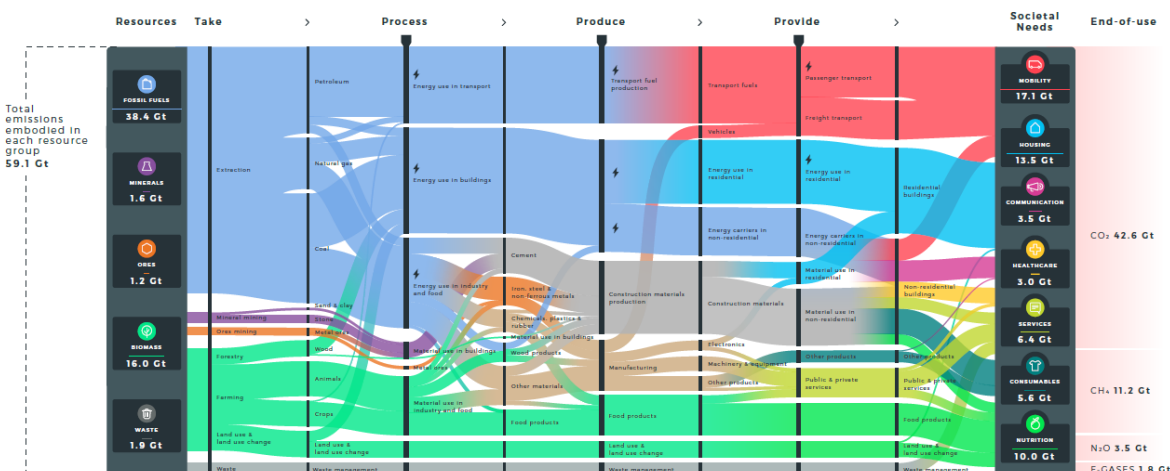 Resources Take > Process > Produce > Provide > Societal Needs End-of-use
Total
emissions
embodied in
each resource
group
59.1 Gt
FOSSIL FUELS
38.4 Gt
MINERALS
1.6 Gt
ORES
1.2 Gt
BIOMASS
16.0 Gt
WASTE
1.9 Gt
Extraction
Mineral mining
Ores mining
Forestry
Farming
Land use &
land use change
Waste
Petroleum
Natural gas
Coal
Sand & clay
Stone
Metal ores
Wood
Animals
Crops
Land use &
land use change
Waste management
Energy use in transport
Energy use in buildings
Energy use in industry
and food
Material use in buildings
Metal ores
Material use in
industry and food
Cement
Iron, steel &
non ferrous metals
Chemicals, plastics &
rubber
Material use in buildings
Wood products
Other materials
Food products
Transport fuel
production
Construction materials
production
Manufacturing
Food products
Land use &
land use change
Waste management
Transport fuels
Vehicles
Energy use in
residential
Energy carriers in
non-residential
Construction materials
Electronics
Machinery & equipment
Other products
Passenger transport
Freight transport
Energy use in
residential
Energy carriers in
non-residential
Material use in
residential
Material use in
non-residential
Other products
Public & private
services
Food products
Land use &
land use change
Waste management
Residential
buildings
Non-residential
buildings
Other products
Public & private
services
Food products
Land use &
land use change
Waste management
MOBILITY
17.1 Gt
HOUSING
13.5 Gt
COMMUNICATION
3.5 Gt
HEALTHCARE
3.0 Gt
SERVICES
6.4 Gt
CONSUMABLES
5.6 Gt
NUTRITION
10.0 Gt
CO₂ 42.6 Gt
CH₄ 11.2 Gt
N₂O 3.5 Gt
F-GASES 1.8 Gt